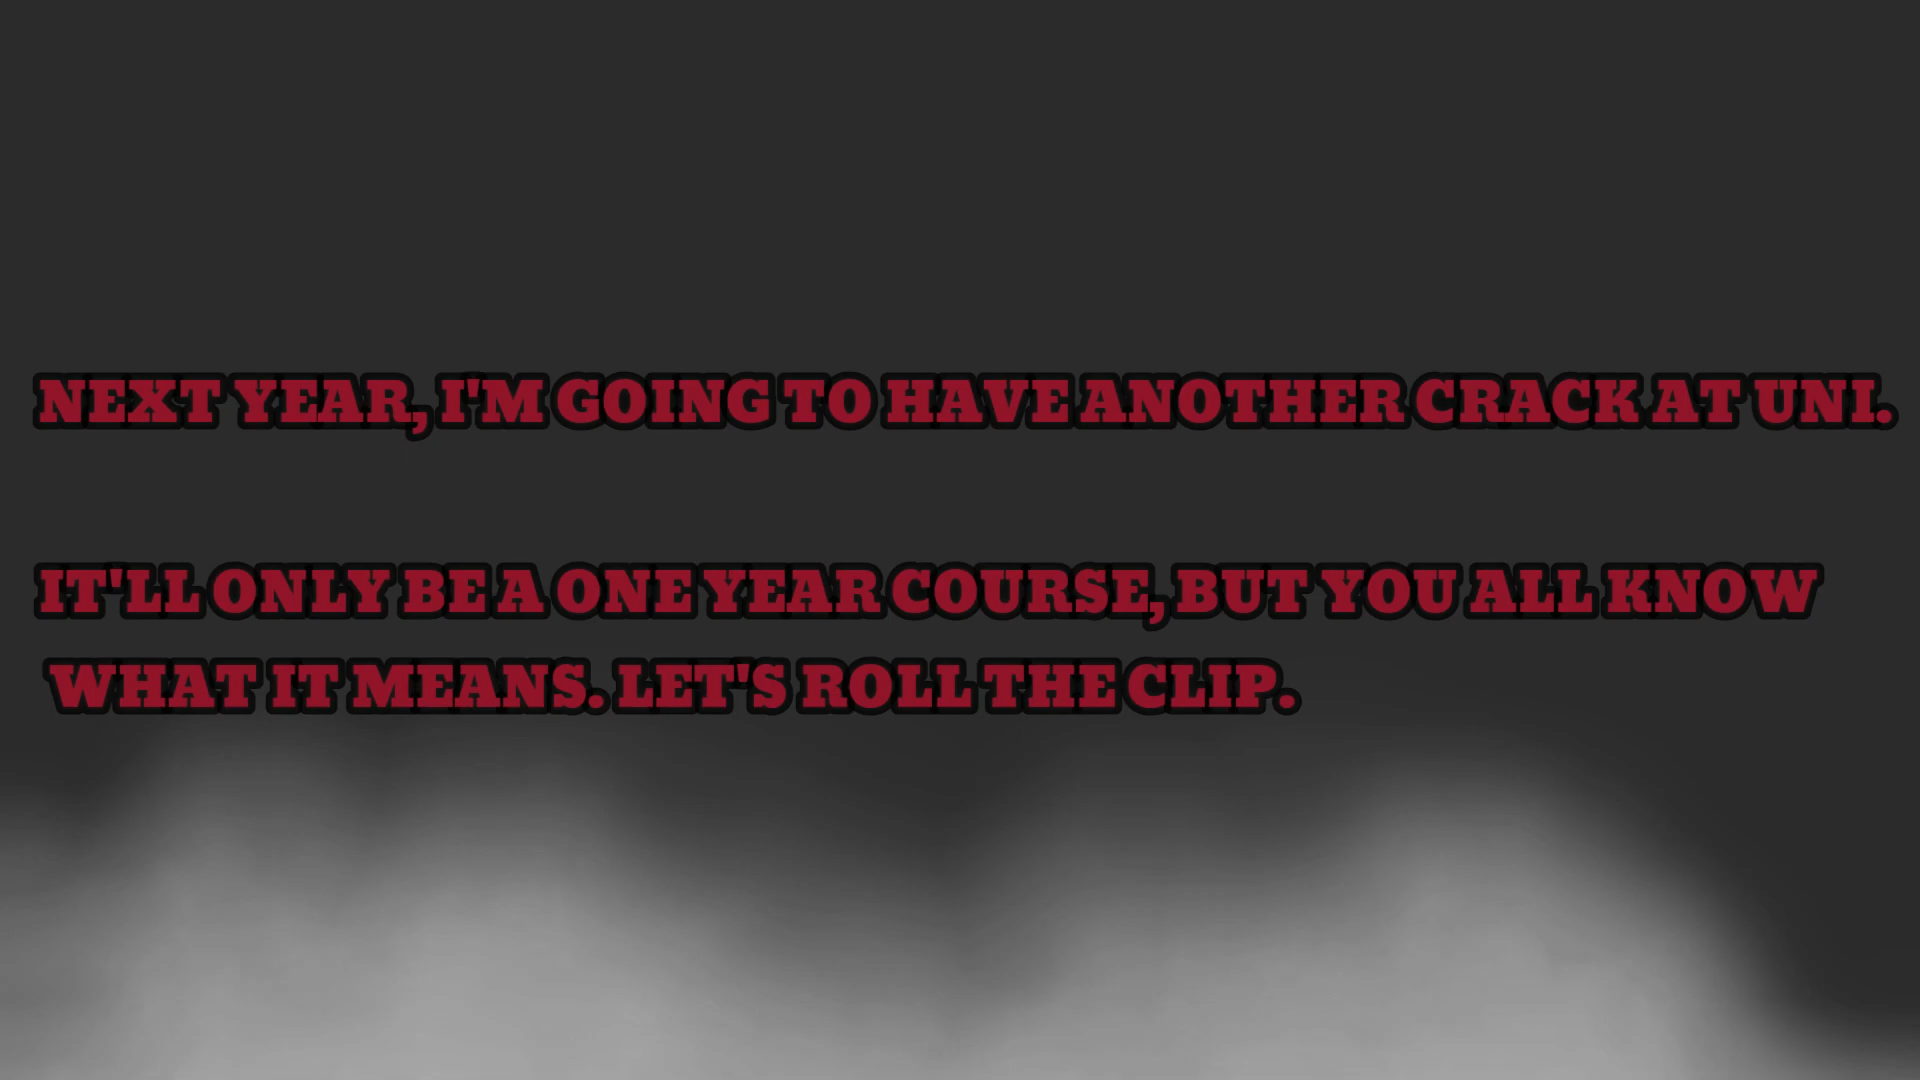 NEXT YEAR, I'M GOING TO HAVE ANOTHER CRACK AT UNI.
IT'LL ONLY BE A ONE YEAR COURSE, BUT YOU ALL KNOW
WHAT IT MEANS. LET'S ROLL THE CLIP.